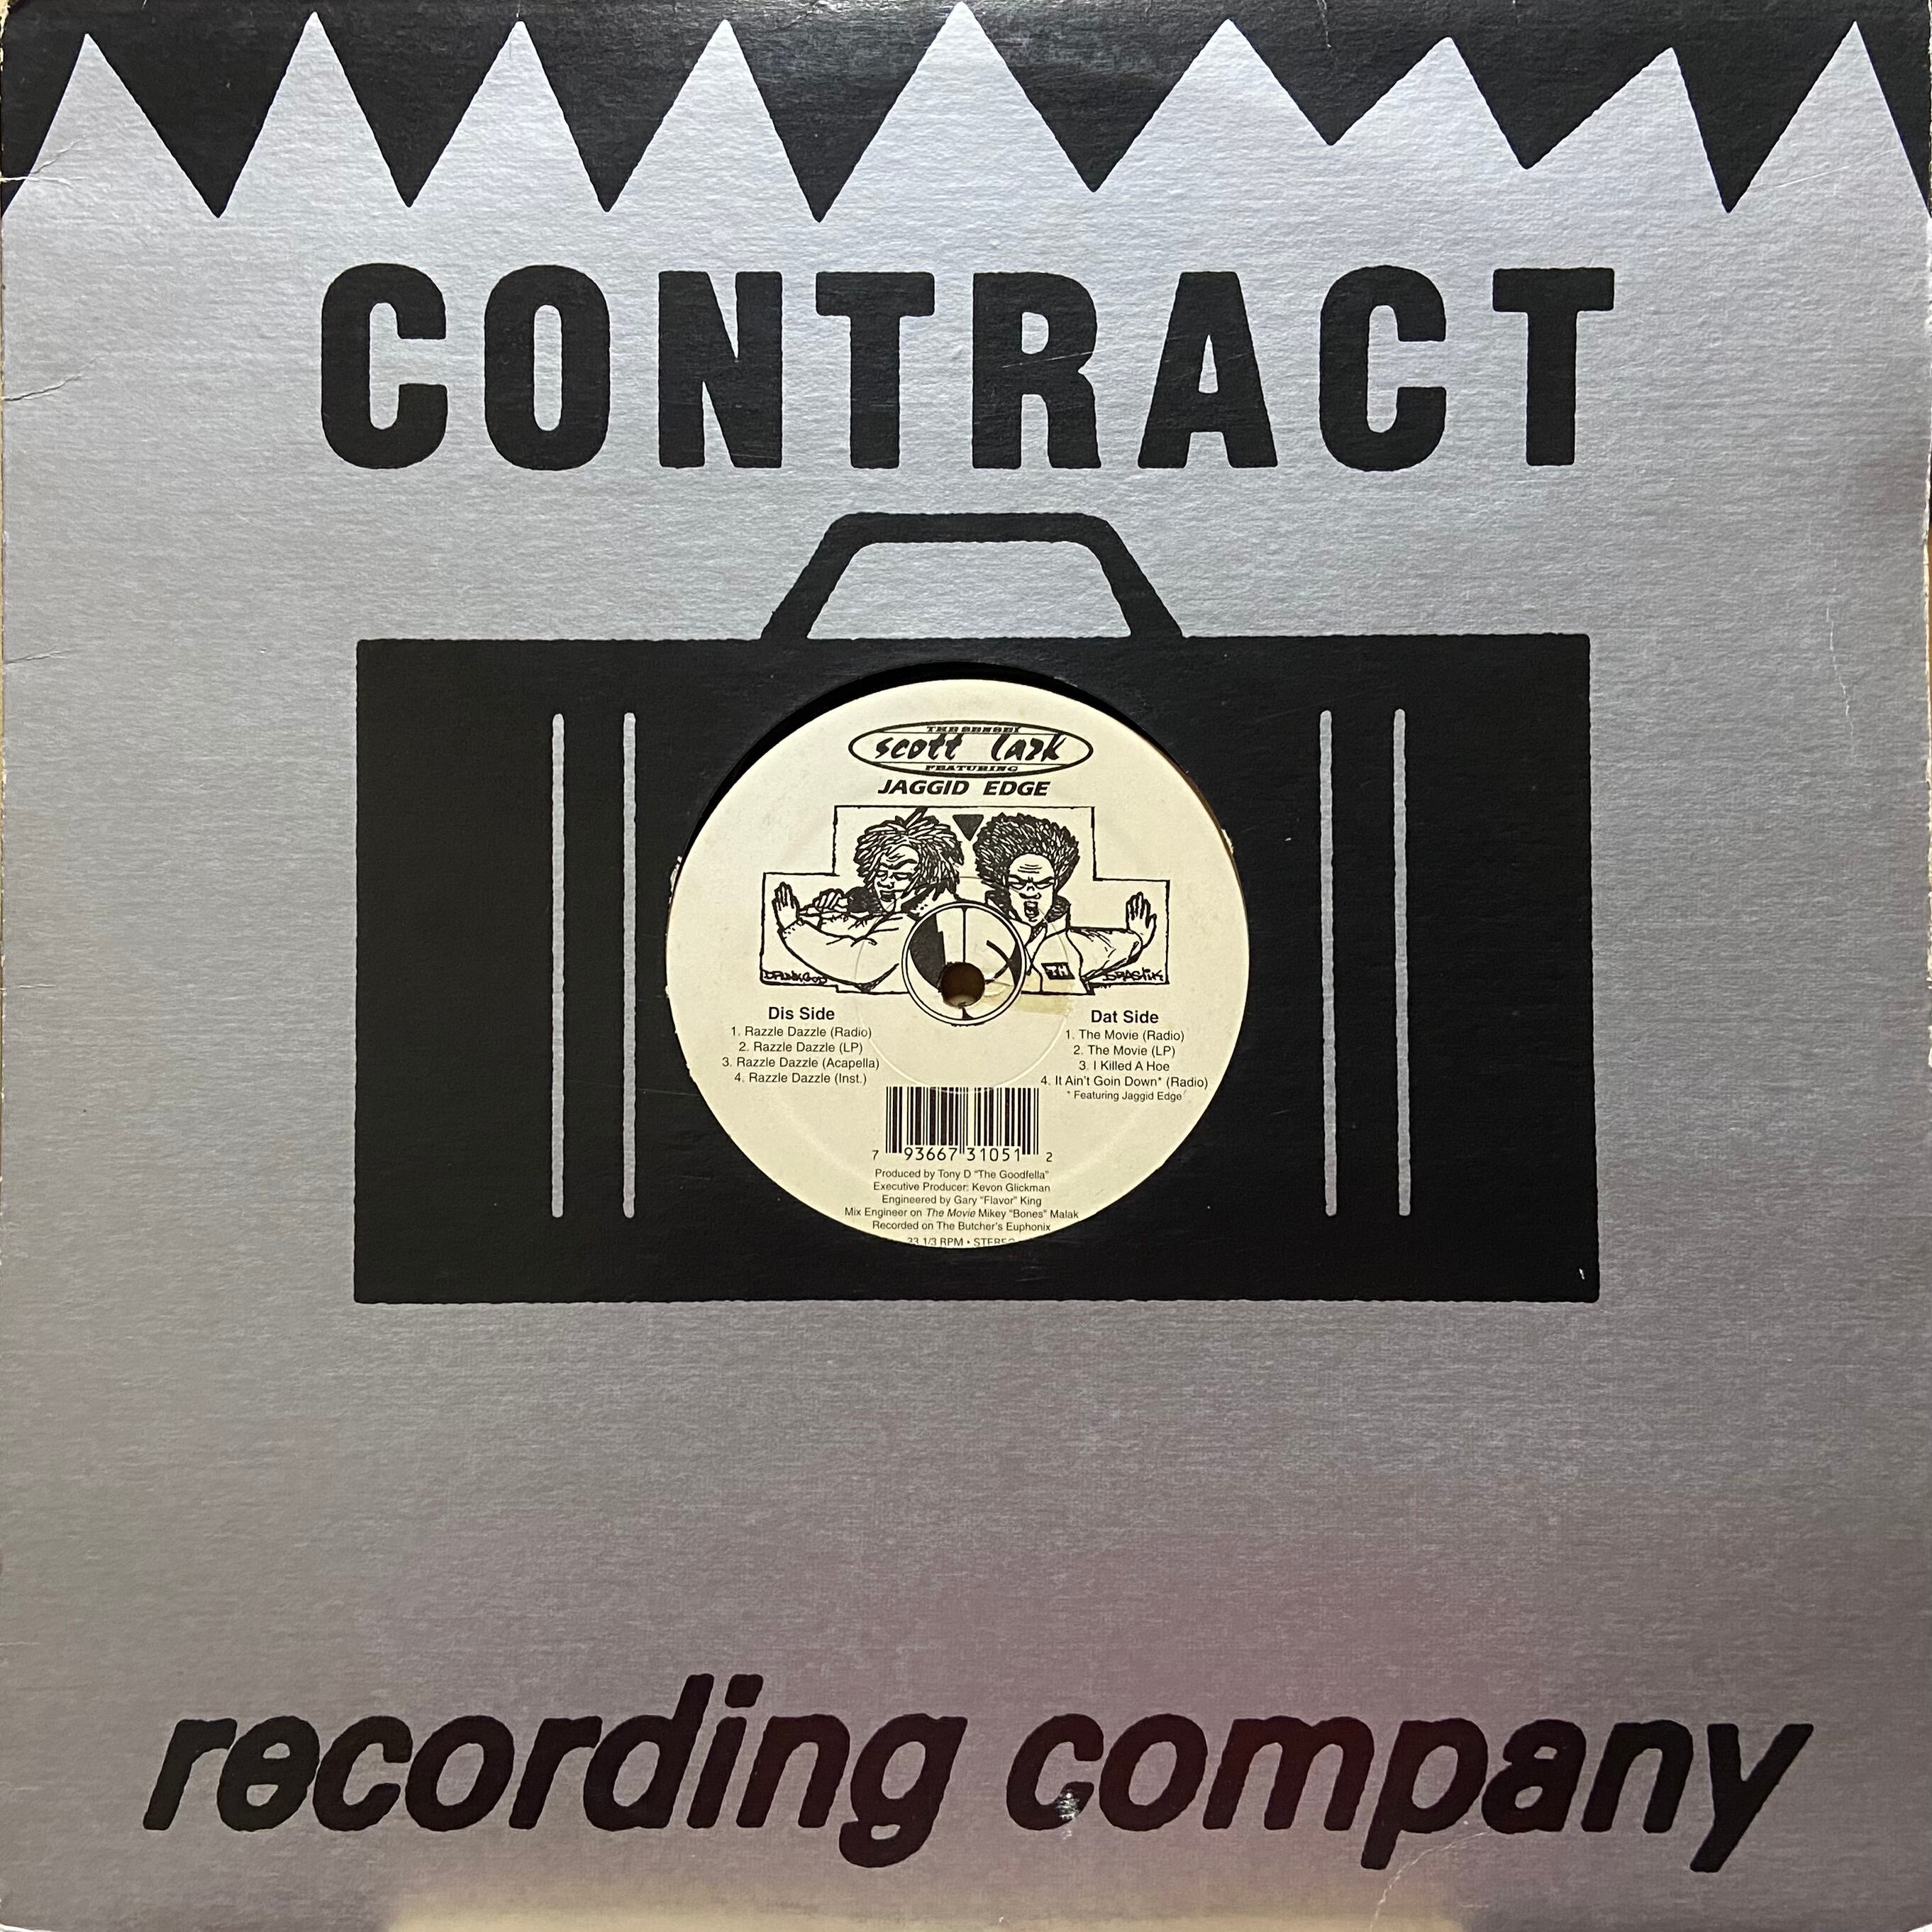 CONTRACT
THE SENSEI
scott lark
FEATURING
JAGGID EDGE
DRUNKGOD
TH
DRASTIK
Dis Side
1. Razzle Dazzle (Radio)
2. Razzle Dazzle (LP)
3. Razzle Dazzle (Acapella)
4. Razzle Dazzle (Inst.)
Dat Side
1. The Movie (Radio)
2. The Movie (LP)
3. I Killed A Hoe
4. It Ain't Goin Down* (Radio)
* Featuring Jaggid Edge
7 93667 31051 2
Produced by Tony D "The Goodfella"
Executive Producer: Kevon Glickman
Engineered by Gary "Flavor" King
Mix Engineer on The Movie Mikey "Bones" Malak
Recorded on The Butcher's Euphonix
33 1/3 RPM • STEREO
recording company